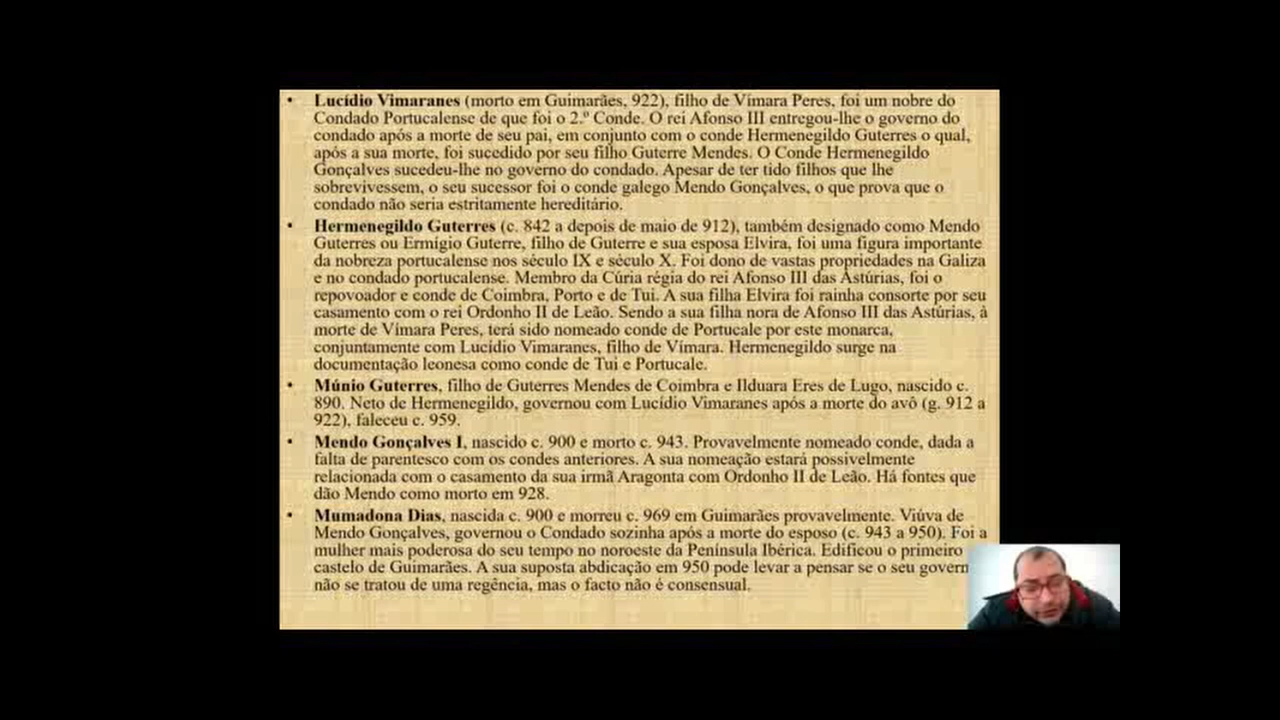 • Lucídio Vimaranes (morto em Guimarães, 922), filho de Vímara Peres, foi um nobre do
Condado Portucalense de que foi o 2.º Conde. O rei Afonso III entregou-lhe o governo do
condado após a morte de seu pai, em conjunto com o conde Hermenegildo Guterres o qual,
após a sua morte, foi sucedido por seu filho Guterre Mendes. O Conde Hermenegildo
Gonçalves sucedeu-lhe no governo do condado. Apesar de ter tido filhos que lhe
sobrevivessem, o seu sucessor foi o conde galego Mendo Gonçalves, o que prova que o
condado não seria estritamente hereditário.
• Hermenegildo Guterres (c. 842 a depois de maio de 912), também designado como Mendo
Guterres ou Ermígio Guterre, filho de Guterre e sua esposa Elvira, foi uma figura importante
da nobreza portucalense nos século IX e século X. Foi dono de vastas propriedades na Galiza
e no condado portucalense. Membro da Cúria régia do rei Afonso III das Astúrias, foi o
repovoador e conde de Coimbra, Porto e de Tui. A sua filha Elvira foi rainha consorte por seu
casamento com o rei Ordonho II de Leão. Sendo a sua filha nora de Afonso III das Astúrias, à
morte de Vímara Peres, terá sido nomeado conde de Portucale por este monarca,
conjuntamente com Lucídio Vimaranes, filho de Vímara. Hermenegildo surge na
documentação leonesa como conde de Tui e Portucale.
• Múnio Guterres, filho de Guterres Mendes de Coimbra e Ilduara Eres de Lugo, nascido c.
890. Neto de Hermenegildo, governou com Lucídio Vimaranes após a morte do avô (g. 912 a
922), faleceu c. 959.
• Mendo Gonçalves I, nascido c. 900 e morto c. 943. Provavelmente nomeado conde, dada a
falta de parentesco com os condes anteriores. A sua nomeação estará possivelmente
relacionada com o casamento da sua irmã Aragonta com Ordonho II de Leão. Há fontes que
dão Mendo como morto em 928.
• Mumadona Dias, nascida c. 900 e morreu c. 969 em Guimarães provavelmente. Viúva de
Mendo Gonçalves, governou o Condado sozinha após a morte do esposo (c. 943 a 950). Foi a
mulher mais poderosa do seu tempo no noroeste da Península Ibérica. Edificou o primeiro
castelo de Guimarães. A sua suposta abdicação em 950 pode levar a pensar se o seu govern
não se tratou de uma regência, mas o facto não é consensual.